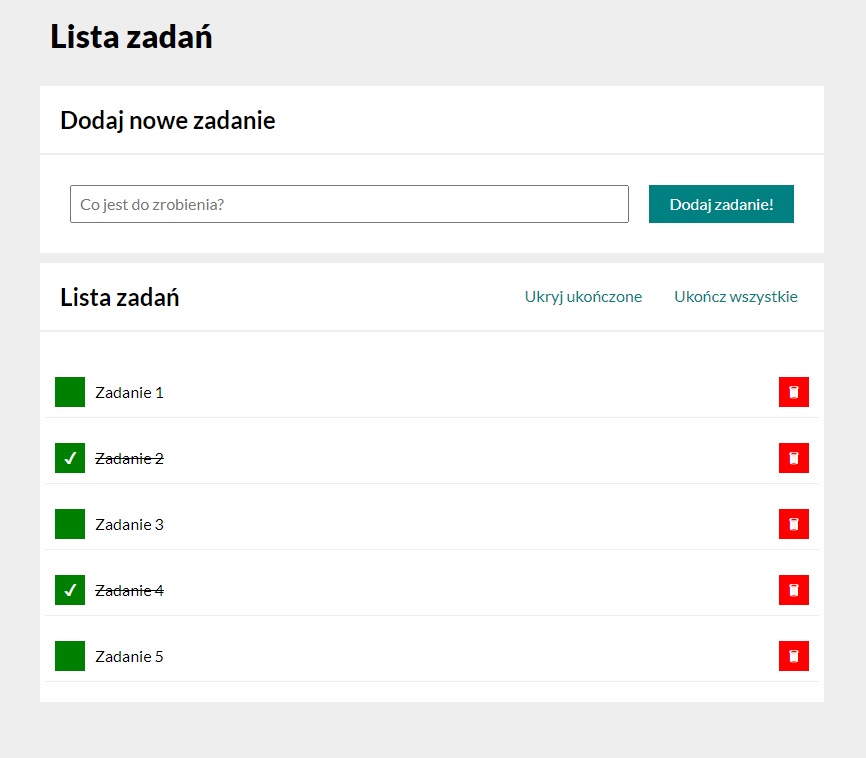 Lista zadań
Dodaj nowe zadanie
Co jest do zrobienia?
Dodaj zadanie!
Lista zadań
Ukryj ukończone
Ukończ wszystkie
Zadanie 1
Zadanie 2
Zadanie 3
Zadanie 4
Zadanie 5